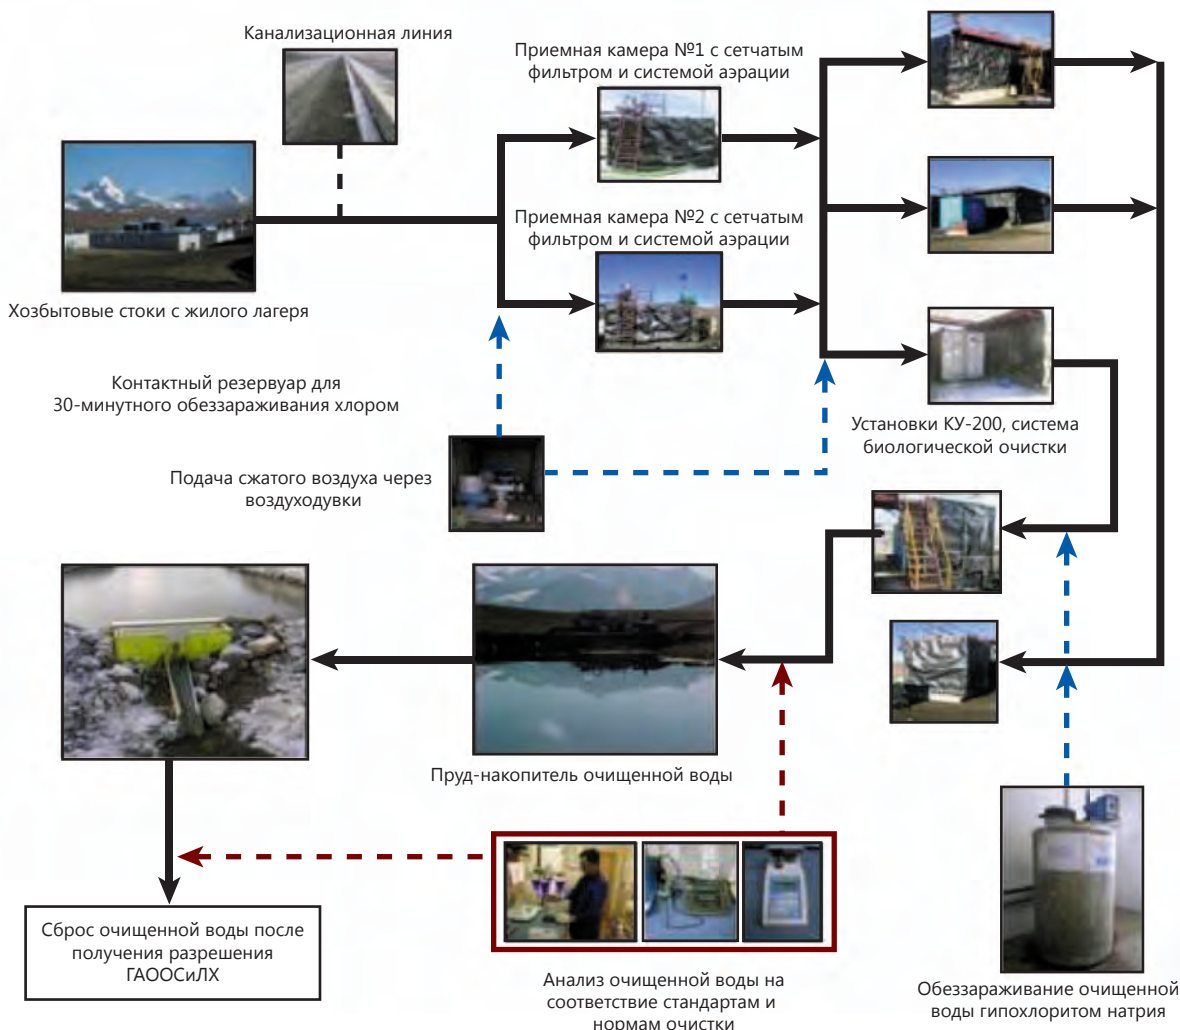 Канализационная линия
Приемная камера №1 с сетчатым
фильтром и системой аэрации
Приемная камера №2 с сетчатым
фильтром и системой аэрации
Хозбытовые стоки с жилого лагеря
Контактный резервуар для
30-минутного обеззараживания хлором
Установки КУ-200, система
биологической очистки
Подача сжатого воздуха через
воздуходувки
Пруд-накопитель очищенной воды
Сброс очищенной воды после
получения разрешения
ГАООСиЛХ
Анализ очищенной воды на
соответствие стандартам и
нормам очистки
Обеззараживание очищенной
воды гипохлоритом натрия